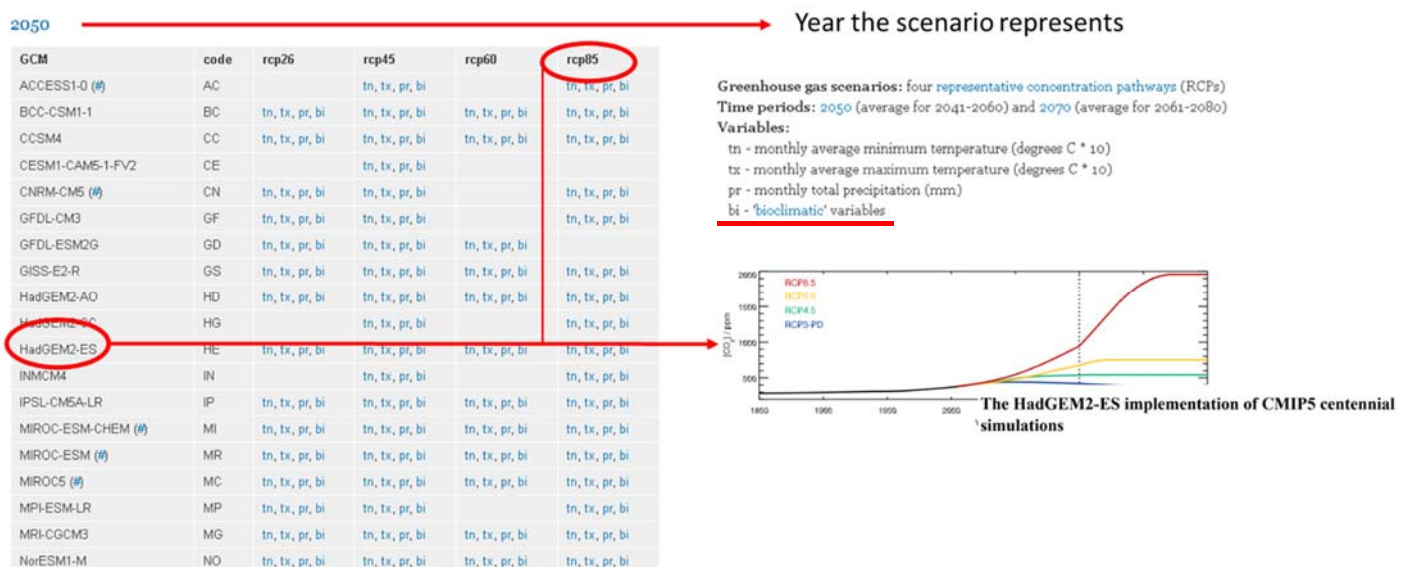 2050
Year the scenario represents
GCM code rcp26 rcp45 rcp60 rcp85
ACCESS1-0 (#) AC tn, tx, pr, bi tn, tx, pr, bi
BCC-CSM1-1 BC tn, tx, pr, bi tn, tx, pr, bi tn, tx, pr, bi tn, tx, pr, bi
CCSM4 CC tn, tx, pr, bi tn, tx, pr, bi tn, tx, pr, bi tn, tx, pr, bi
CESM1-CAM5-1-FV2 CE tn, tx, pr, bi
CNRM-CM5 (#) CN tn, tx, pr, bi tn, tx, pr, bi tn, tx, pr, bi
GFDL-CM3 GF tn, tx, pr, bi tn, tx, pr, bi tn, tx, pr, bi
GFDL-ESM2G GD tn, tx, pr, bi tn, tx, pr, bi tn, tx, pr, bi
GISS-E2-R GS tn, tx, pr, bi tn, tx, pr, bi tn, tx, pr, bi tn, tx, pr, bi
HadGEM2-AO HD tn, tx, pr, bi tn, tx, pr, bi tn, tx, pr, bi tn, tx, pr, bi
HadGEM2-CC HG tn, tx, pr, bi tn, tx, pr, bi
HadGEM2-ES HE tn, tx, pr, bi tn, tx, pr, bi tn, tx, pr, bi tn, tx, pr, bi
INMCM4 IN tn, tx, pr, bi tn, tx, pr, bi
IPSL-CM5A-LR IP tn, tx, pr, bi tn, tx, pr, bi tn, tx, pr, bi tn, tx, pr, bi
MIROC-ESM-CHEM (#) MI tn, tx, pr, bi tn, tx, pr, bi tn, tx, pr, bi tn, tx, pr, bi
MIROC-ESM (#) MR tn, tx, pr, bi tn, tx, pr, bi tn, tx, pr, bi tn, tx, pr, bi
MIROC5 (#) MC tn, tx, pr, bi tn, tx, pr, bi tn, tx, pr, bi tn, tx, pr, bi
MPI-ESM-LR MP tn, tx, pr, bi tn, tx, pr, bi tn, tx, pr, bi
MRI-CGCM3 MG tn, tx, pr, bi tn, tx, pr, bi tn, tx, pr, bi tn, tx, pr, bi
NorESM1-M NO tn, tx, pr, bi tn, tx, pr, bi tn, tx, pr, bi tn, tx, pr, bi
Greenhouse gas scenarios: four representative concentration pathways (RCPs)
Time periods: 2050 (average for 2041-2060) and 2070 (average for 2061-2080)
Variables:
tn - monthly average minimum temperature (degrees C * 10)
tx - monthly average maximum temperature (degrees C * 10)
pr - monthly total precipitation (mm)
bi - 'bioclimatic' variables
2000
RCP8.5
RCP6.0
1500
RCP4.5
RCP3-PD
[CO2] / ppm
1000
500
The HadGEM2-ES implementation of CMIP5 centennial
simulations